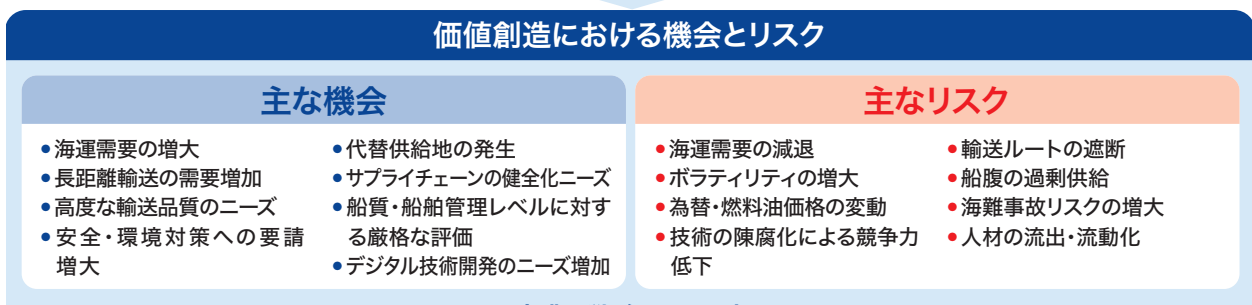 価値創造における機会とリスク
主な機会
●海運需要の増大
●長距離輸送の需要増加
●高度な輸送品質のニーズ
●安全・環境対策への要請
増大
●代替供給地の発生
●サプライチェーンの健全化ニーズ
●船質・船舶管理レベルに対す
る厳格な評価
●デジタル技術開発のニーズ増加
主なリスク
●海運需要の減退
●ボラティリティの増大
●為替・燃料油価格の変動
●技術の陳腐化による競争力
低下
●輸送ルートの遮断
●船腹の過剰供給
●海難事故リスクの増大
●人材の流出・流動化